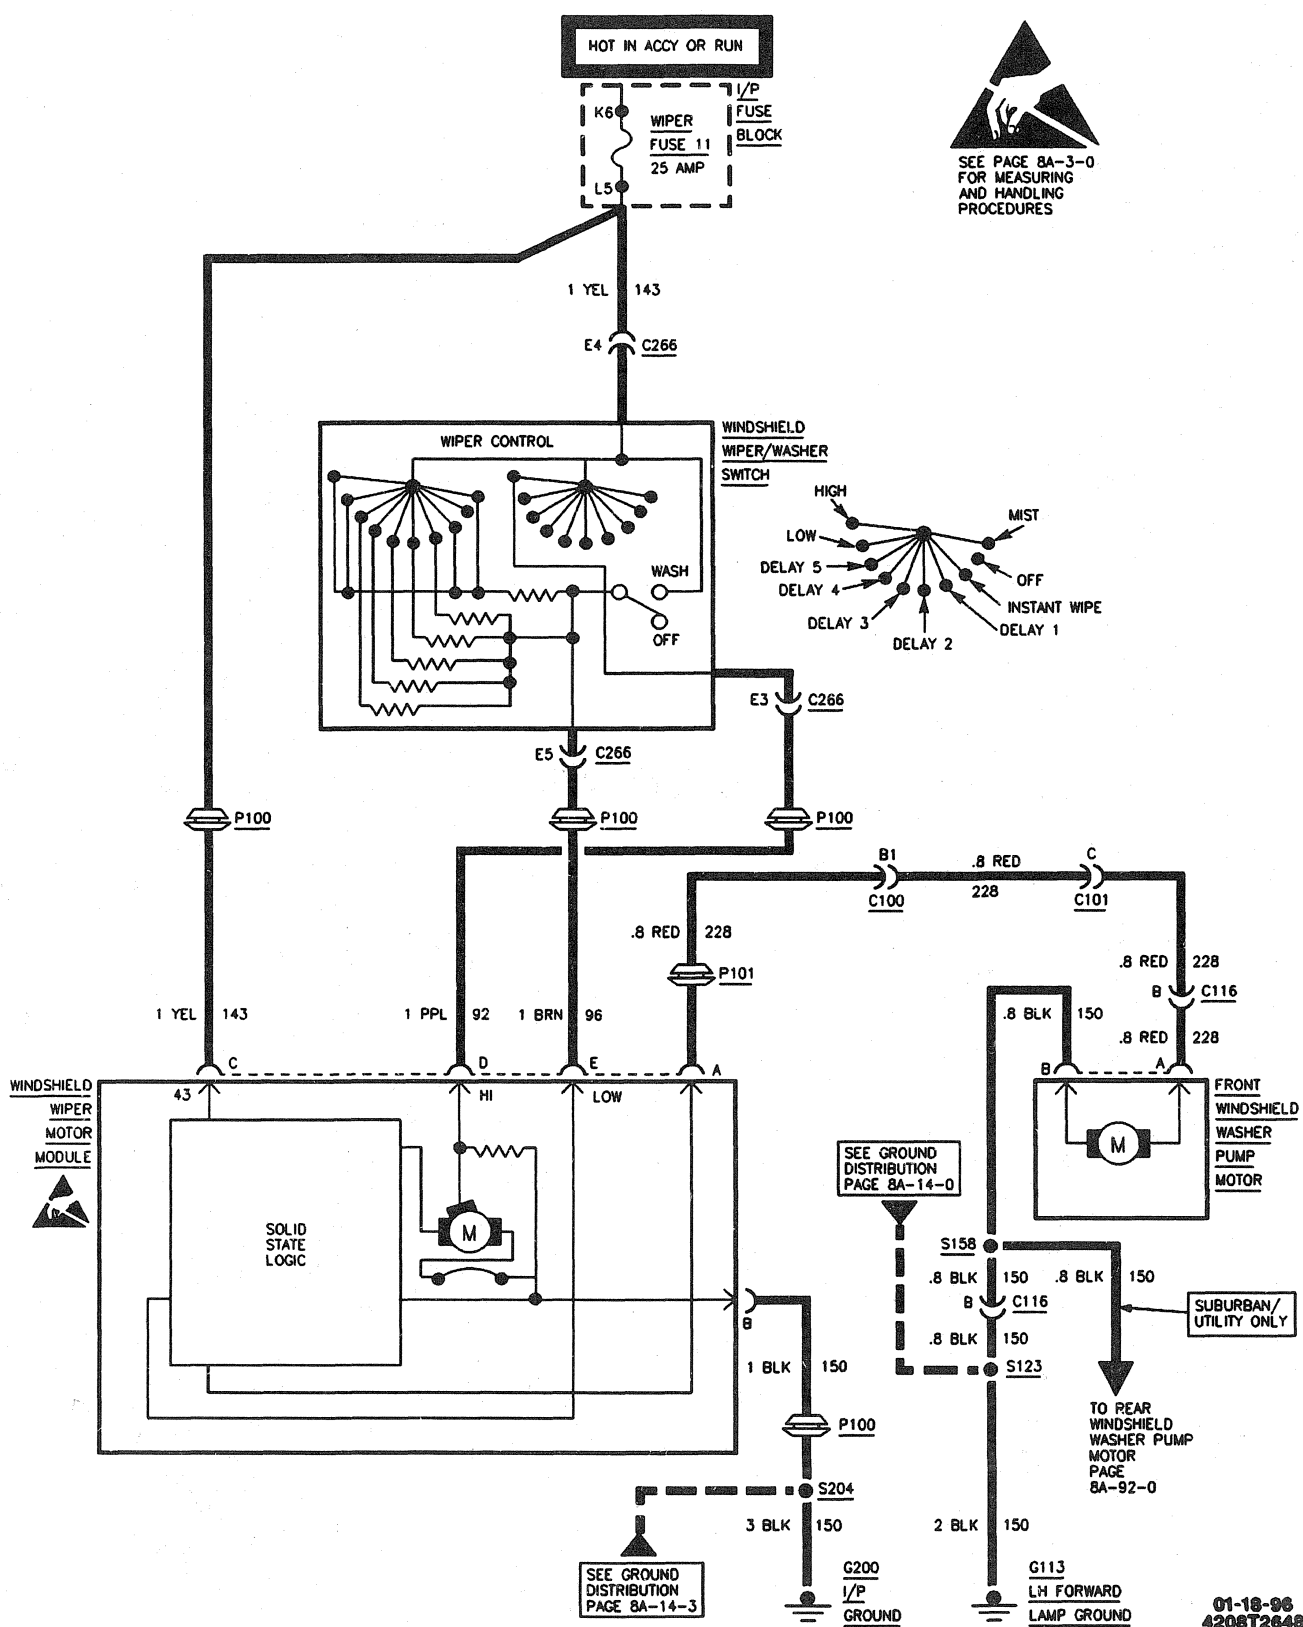 HOT IN ACCY OR RUN
I/P
FUSE
BLOCK
K6
WIPER
FUSE 11
25 AMP
L5
SEE PAGE 8A-3-0
FOR MEASURING
AND HANDLING
PROCEDURES
1 YEL 143
E4 C266
WIPER CONTROL
WINDSHIELD
WIPER/WASHER
SWITCH
HIGH
MIST
LOW
DELAY 5
OFF
DELAY 4
INSTANT WIPE
DELAY 3
DELAY 1
DELAY 2
WASH
OFF
E3 C266
E5 C266
P100
P100
P100
B1
.8 RED
C
C100
228
C101
.8 RED 228
P101
.8 RED 228
B C116
.8 BLK 150
.8 RED 228
1 YEL 143
1 PPL 92
1 BRN 96
C
D
E
A
B
A
WINDSHIELD
WIPER
MOTOR
MODULE
43
HI
LOW
FRONT
WINDSHIELD
WASHER
PUMP
MOTOR
M
SEE GROUND
DISTRIBUTION
PAGE 8A-14-0
SOLID
STATE
LOGIC
M
S158
.8 BLK 150
.8 BLK 150
B C116
SUBURBAN/
UTILITY ONLY
B
.8 BLK 150
1 BLK 150
S123
TO REAR
WINDSHIELD
WASHER PUMP
MOTOR
PAGE
8A-92-0
P100
S204
3 BLK 150
2 BLK 150
SEE GROUND
DISTRIBUTION
PAGE 8A-14-3
G200
I/P
GROUND
G113
LH FORWARD
LAMP GROUND
01-18-96
4208T2648